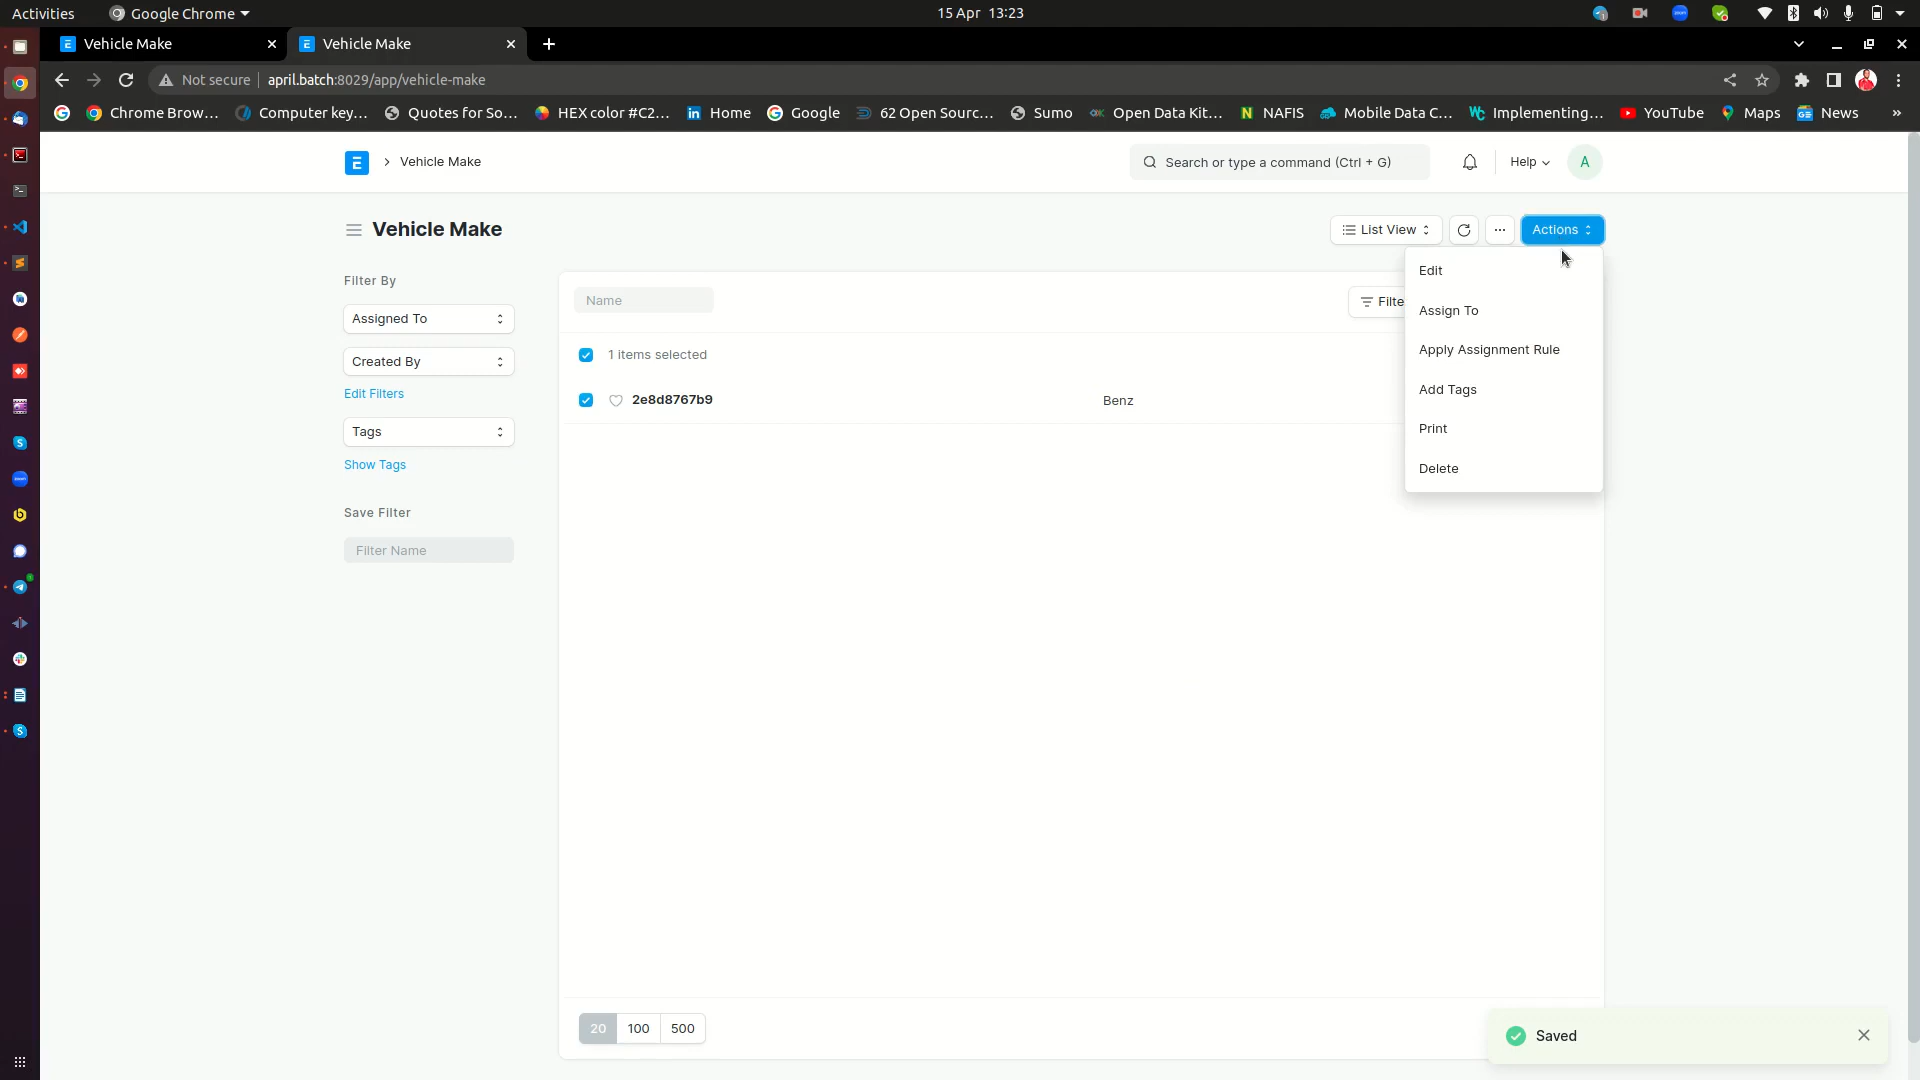 Activities
Google Chrome
15 Apr 13:23
Vehicle Make
Vehicle Make
Not secure
april.batch:8029/app/vehicle-make
Chrome Brow...
Computer key...
Quotes for So...
HEX color #C2...
Home
Google
62 Open Sourc...
Sumo
Open Data Kit...
NAFIS
Mobile Data C...
Implementing...
YouTube
Maps
News
E
Vehicle Make
Search or type a command (Ctrl + G)
Help
A
Vehicle Make
List View
Actions
Filter By
Assigned To
Created By
Edit Filters
Tags
Show Tags
Save Filter
Filter Name
Name
Filte
1 items selected
2e8d8767b9
Benz
Edit
Assign To
Apply Assignment Rule
Add Tags
Print
Delete
20
100
500
Saved